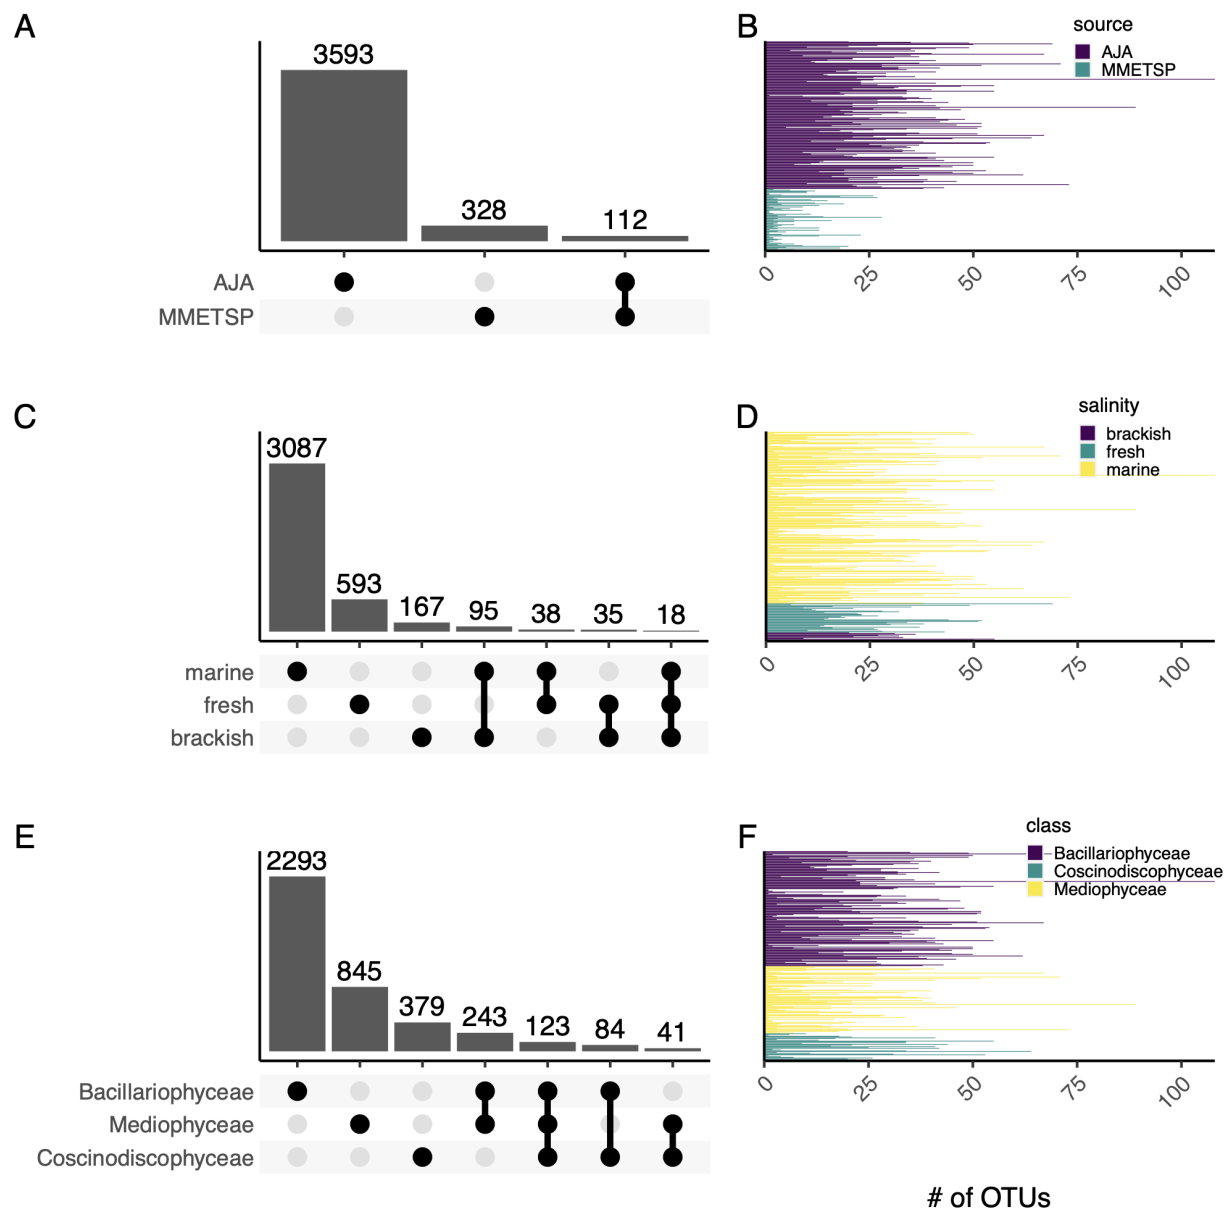 A
3593
328
112
AJA
MMETSP
B
source
AJA
MMETSP
0
25
50
75
100
C
3087
593
167
95
38
35
18
marine
fresh
brackish
D
salinity
brackish
fresh
marine
0
25
50
75
100
E
2293
845
379
243
123
84
41
Bacillariophyceae
Mediophyceae
Coscinodiscophyceae
F
class
Bacillariophyceae
Coscinodiscophyceae
Mediophyceae
0
25
50
75
100
# of OTUs